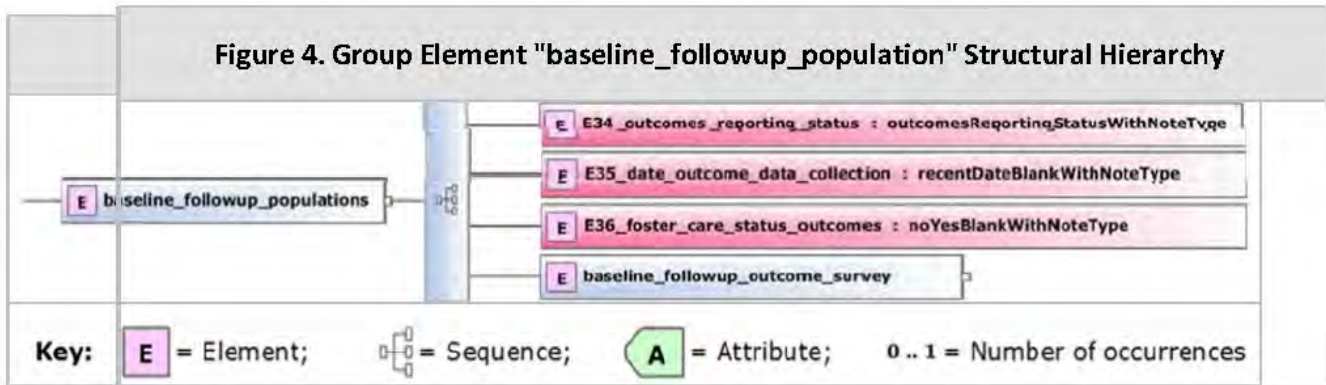 Figure 4. Group Element "baseline_followup_population" Structural Hierarchy
E E34_outcomes_reporting_status : outcomesReportingStatusWithNoteType
E E35_date_outcome_data_collection : recentDateBlankWithNoteType
E baseline_followup_populations
E E36_foster_care_status_outcomes : noYesBlankWithNoteType
E baseline_followup_outcome_survey
Key: E = Element; = Sequence; A = Attribute; 0 .. 1 = Number of occurrences